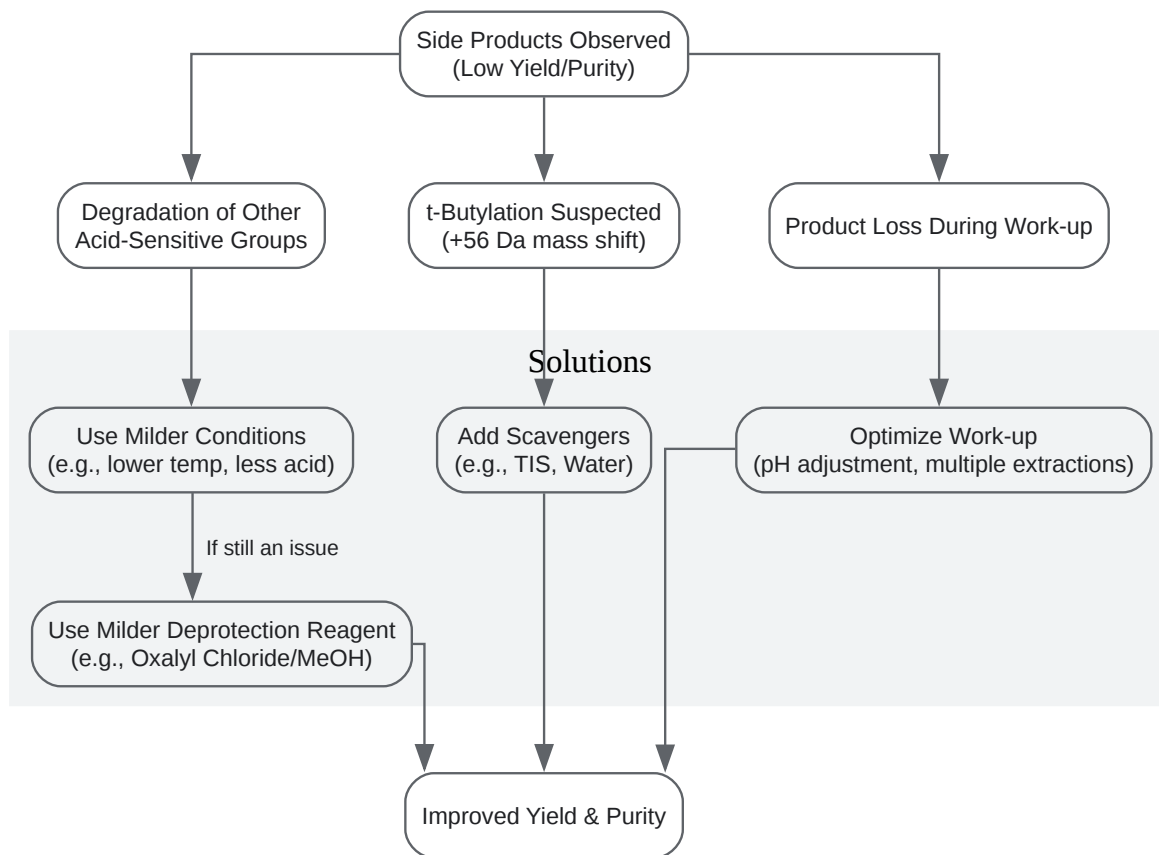 Side Products Observed
(Low Yield/Purity)
Degradation of Other
Acid-Sensitive Groups
t-Butylation Suspected
(+56 Da mass shift)
Product Loss During Work-up
Solutions
Use Milder Conditions
(e.g., lower temp, less acid)
Add Scavengers
(e.g., TIS, Water)
Optimize Work-up
(pH adjustment, multiple extractions)
If still an issue
Use Milder Deprotection Reagent
(e.g., Oxalyl Chloride/MeOH)
Improved Yield & Purity